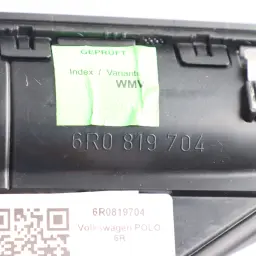 GEPRÜFT
Index / Variante
WMV
6R0 819 704
6R0819704
Volkswagen POLO
6R